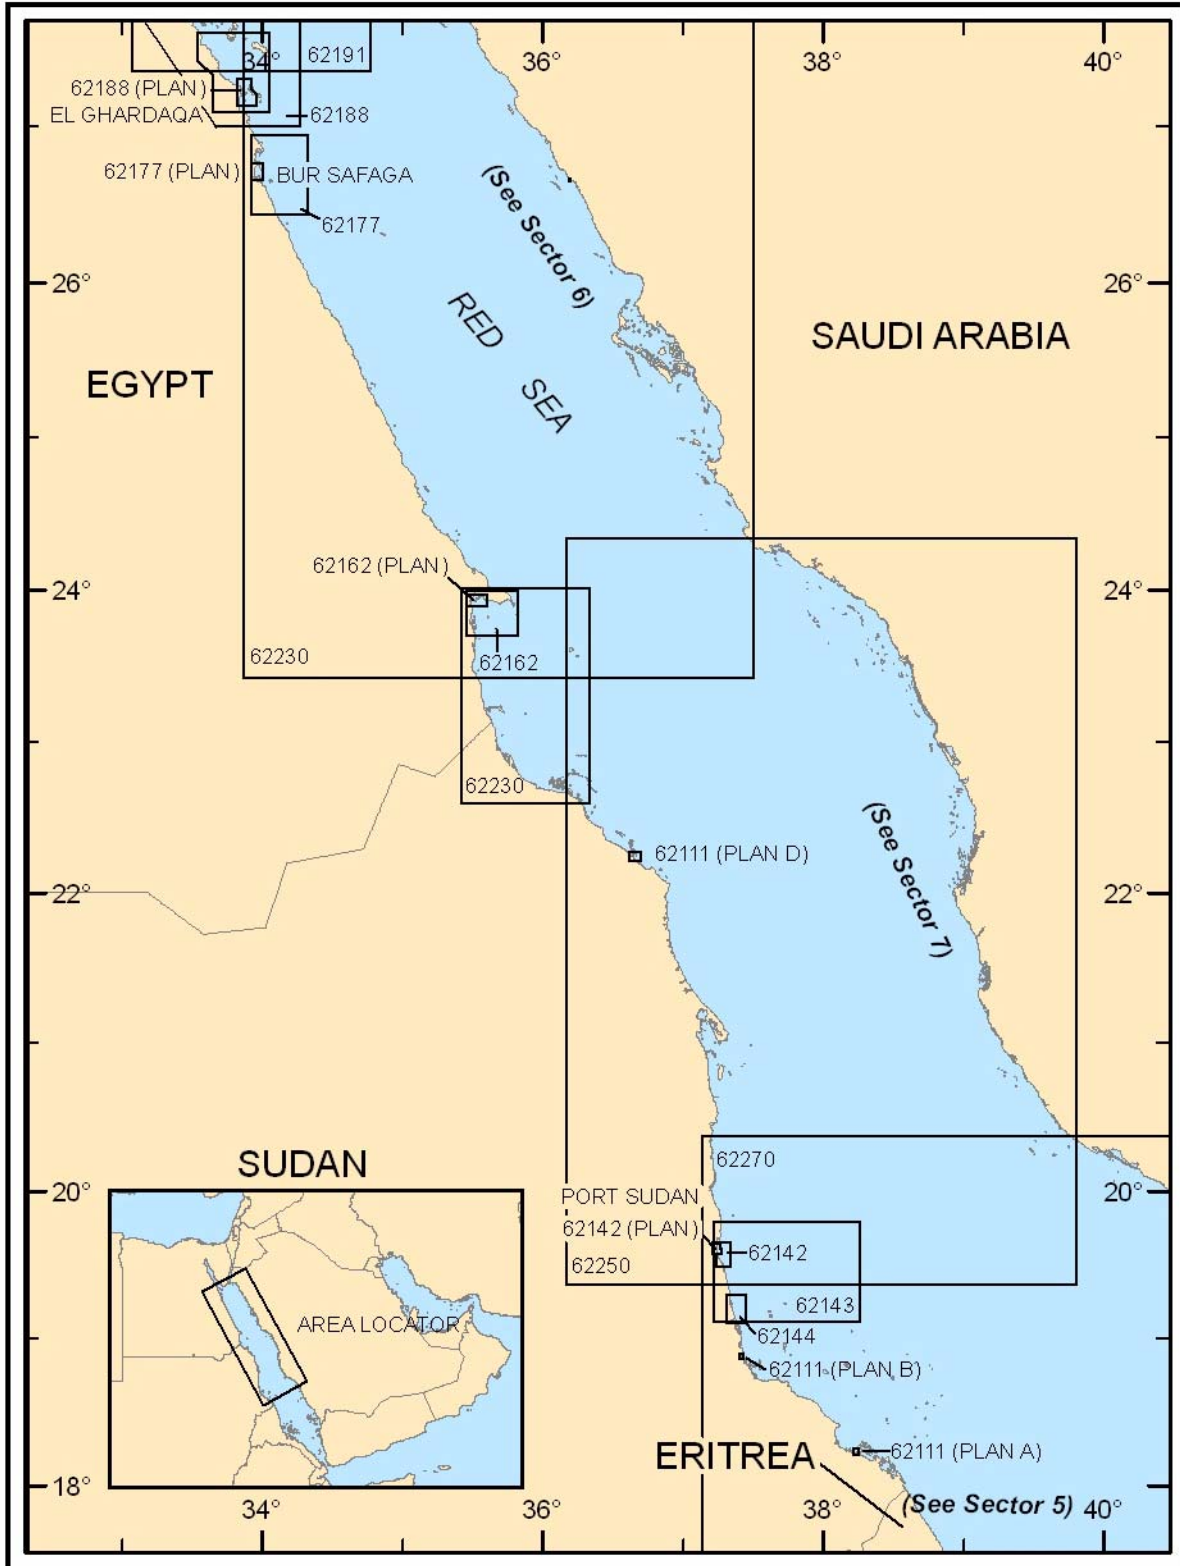 34°
36°
38°
40°
62191
62188 (PLAN)
EL GHARDAQA
62188
62177 (PLAN)
BUR SAFAGA
62177
(See Sector 6)
26°
26°
RED
SEA
SAUDI ARABIA
EGYPT
62162 (PLAN)
24°
24°
62230
62162
62230
(See Sector 7)
62111 (PLAN D)
22°
22°
62270
SUDAN
20°
20°
PORT SUDAN
62142 (PLAN)
62142
62250
62143
AREA LOCATOR
62144
62111 (PLAN B)
62111 (PLAN A)
ERITREA
18°
(See Sector 5)
34°
36°
38°
40°